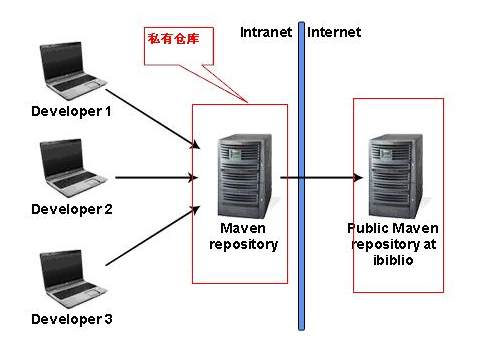 私有仓库
Intranet
Internet
Developer 1
Developer 2
Developer 3
Maven
repository
Public Maven
repository at
ibiblio